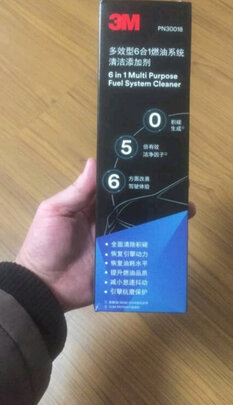 3M
PN30018
多效型6合1燃油系统
清洁添加剂
6 in 1 Multi Purpose
Fuel System Cleaner
0 积碳
生成
5 倍有效
洁净因子
6 方面改善
驾驶体验
• 全面清除积碳
• 恢复引擎动力
• 恢复油耗水平
• 提升燃油品质
• 减小怠速抖动
• 引擎抗磨保护